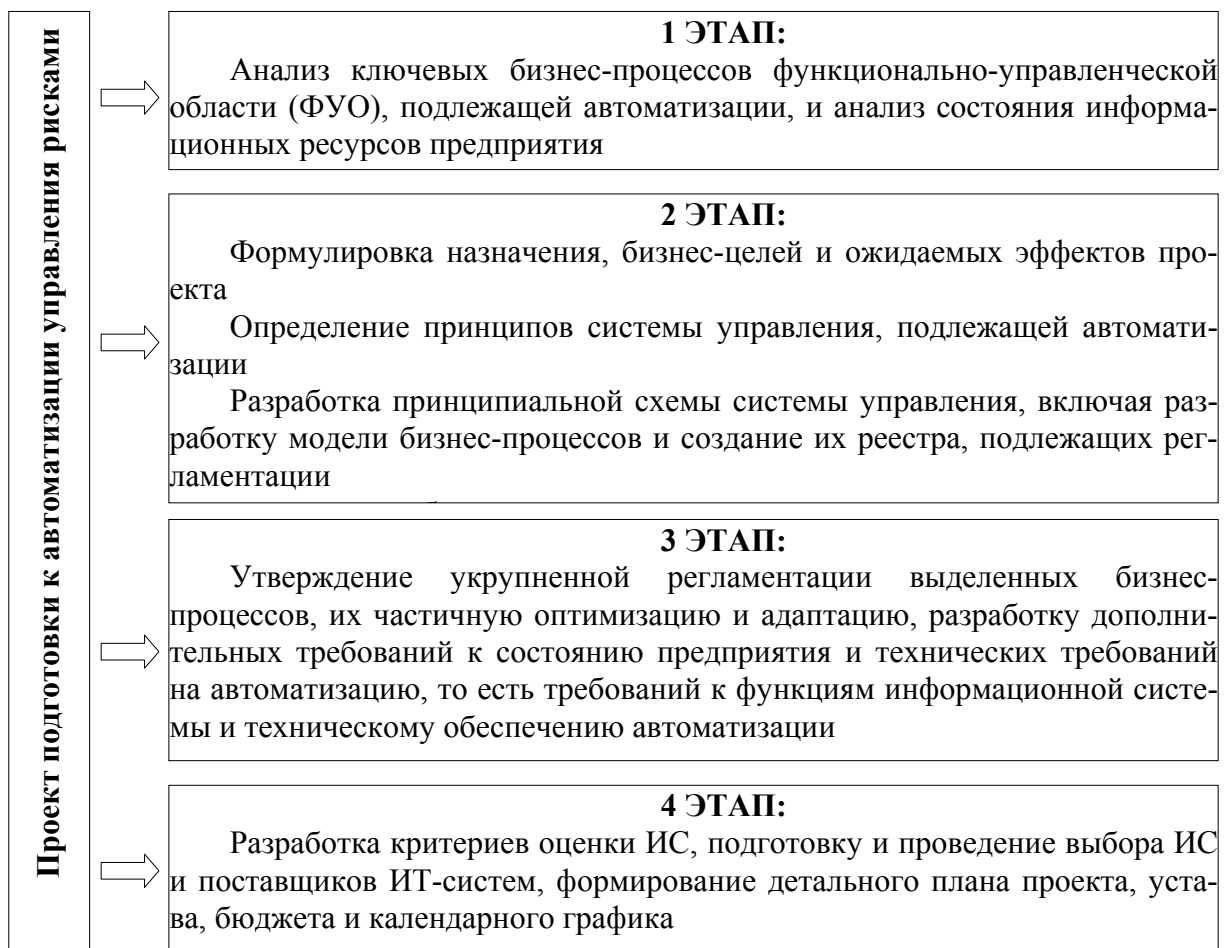 Проект подготовки к автоматизации управления рисками
1 ЭТАП:
Анализ ключевых бизнес-процессов функционально-управленческой
области (ФУО), подлежащей автоматизации, и анализ состояния информа-
ционных ресурсов предприятия
2 ЭТАП:
Формулировка назначения, бизнес-целей и ожидаемых эффектов про-
екта
Определение принципов системы управления, подлежащей автомати-
зации
Разработка принципиальной схемы системы управления, включая раз-
работку модели бизнес-процессов и создание их реестра, подлежащих рег-
ламентации
3 ЭТАП:
Утверждение укрупненной регламентации выделенных бизнес-
процессов, их частичную оптимизацию и адаптацию, разработку дополни-
тельных требований к состоянию предприятия и технических требований
на автоматизацию, то есть требований к функциям информационной систе-
мы и техническому обеспечению автоматизации
4 ЭТАП:
Разработка критериев оценки ИС, подготовку и проведение выбора ИС
и поставщиков ИТ-систем, формирование детального плана проекта, уста-
ва, бюджета и календарного графика